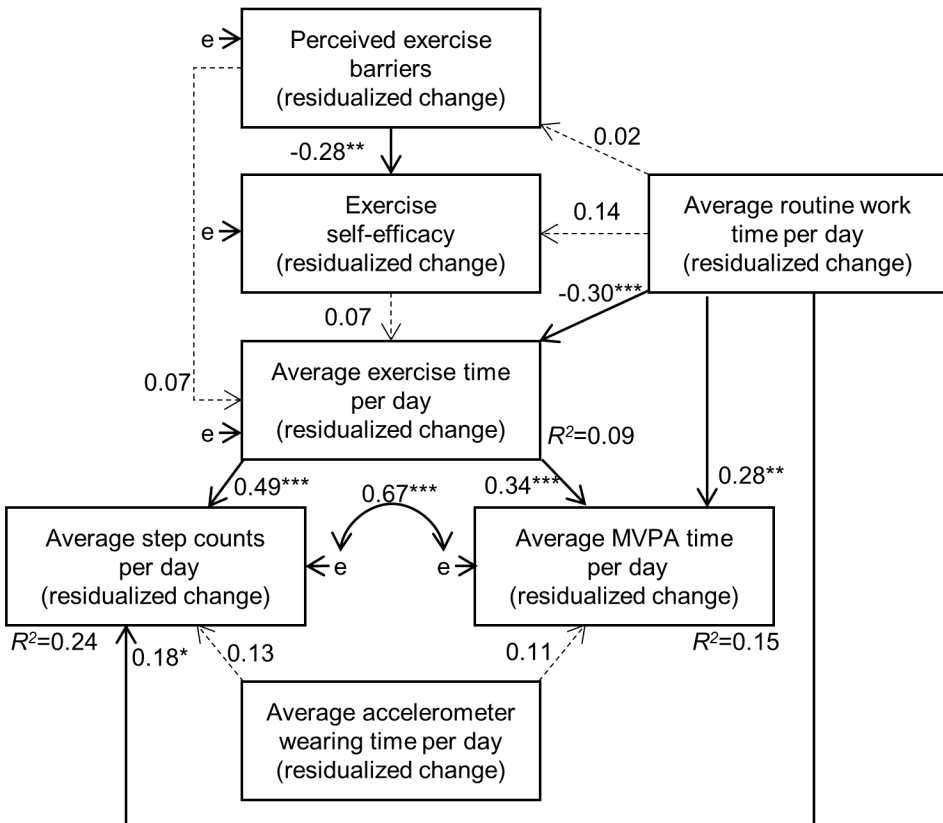 e
Perceived exercise
barriers
(residualized change)
0.02
-0.28**
e
Exercise
self-efficacy
(residualized change)
0.14
Average routine work
time per day
(residualized change)
-0.30***
0.07
0.07
Average exercise time
per day
(residualized change)
e
R²=0.09
0.49***
0.67***
0.34***
0.28**
Average step counts
per day
(residualized change)
e
e
Average MVPA time
per day
(residualized change)
R²=0.24
0.18*
0.13
0.11
R²=0.15
Average accelerometer
wearing time per day
(residualized change)